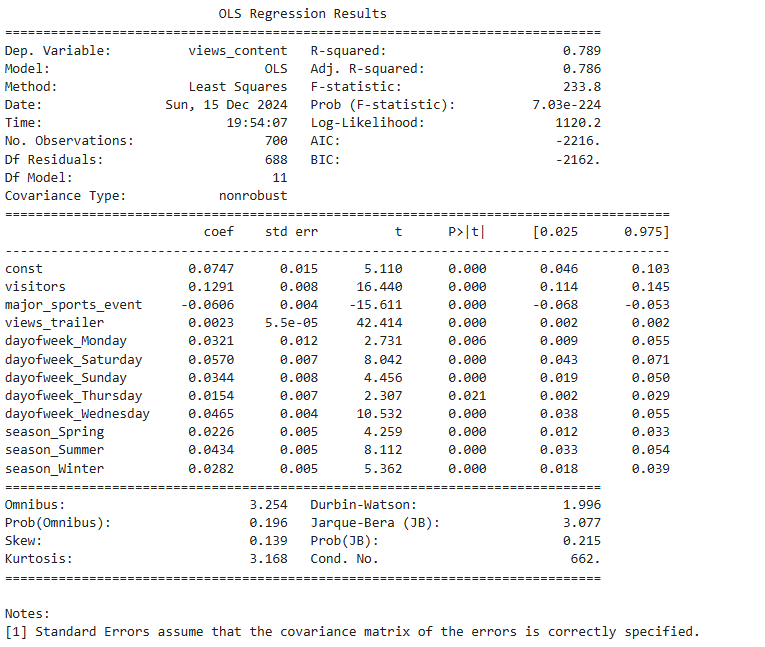 OLS Regression Results
==============================================================================
Dep. Variable:          views_content   R-squared:                       0.789
Model:                            OLS   Adj. R-squared:                  0.786
Method:                 Least Squares   F-statistic:                     233.8
Date:                Sun, 15 Dec 2024   Prob (F-statistic):          7.03e-224
Time:                        19:54:07   Log-Likelihood:                 1120.2
No. Observations:                 700   AIC:                            -2216.
Df Residuals:                     688   BIC:                            -2162.
Df Model:                          11
Covariance Type:            nonrobust
=======================================================================================
                          coef    std err          t      P>|t|      [0.025      0.975]
---------------------------------------------------------------------------------------
const                   0.0747      0.015      5.110      0.000       0.046       0.103
visitors                0.1291      0.008     16.440      0.000       0.114       0.145
major_sports_event     -0.0606      0.004    -15.611      0.000      -0.068      -0.053
views_trailer           0.0023    5.5e-05     42.414      0.000       0.002       0.002
dayofweek_Monday        0.0321      0.012      2.731      0.006       0.009       0.055
dayofweek_Saturday      0.0570      0.007      8.042      0.000       0.043       0.071
dayofweek_Sunday        0.0344      0.008      4.456      0.000       0.019       0.050
dayofweek_Thursday      0.0154      0.007      2.307      0.021       0.002       0.029
dayofweek_Wednesday     0.0465      0.004     10.532      0.000       0.038       0.055
season_Spring           0.0226      0.005      4.259      0.000       0.012       0.033
season_Summer           0.0434      0.005      8.112      0.000       0.033       0.054
season_Winter           0.0282      0.005      5.362      0.000       0.018       0.039
==============================================================================
Omnibus:                        3.254   Durbin-Watson:                   1.996
Prob(Omnibus):                  0.196   Jarque-Bera (JB):                3.077
Skew:                           0.139   Prob(JB):                        0.215
Kurtosis:                       3.168   Cond. No.                         662.
==============================================================================
Notes:
[1] Standard Errors assume that the covariance matrix of the errors is correctly specified.